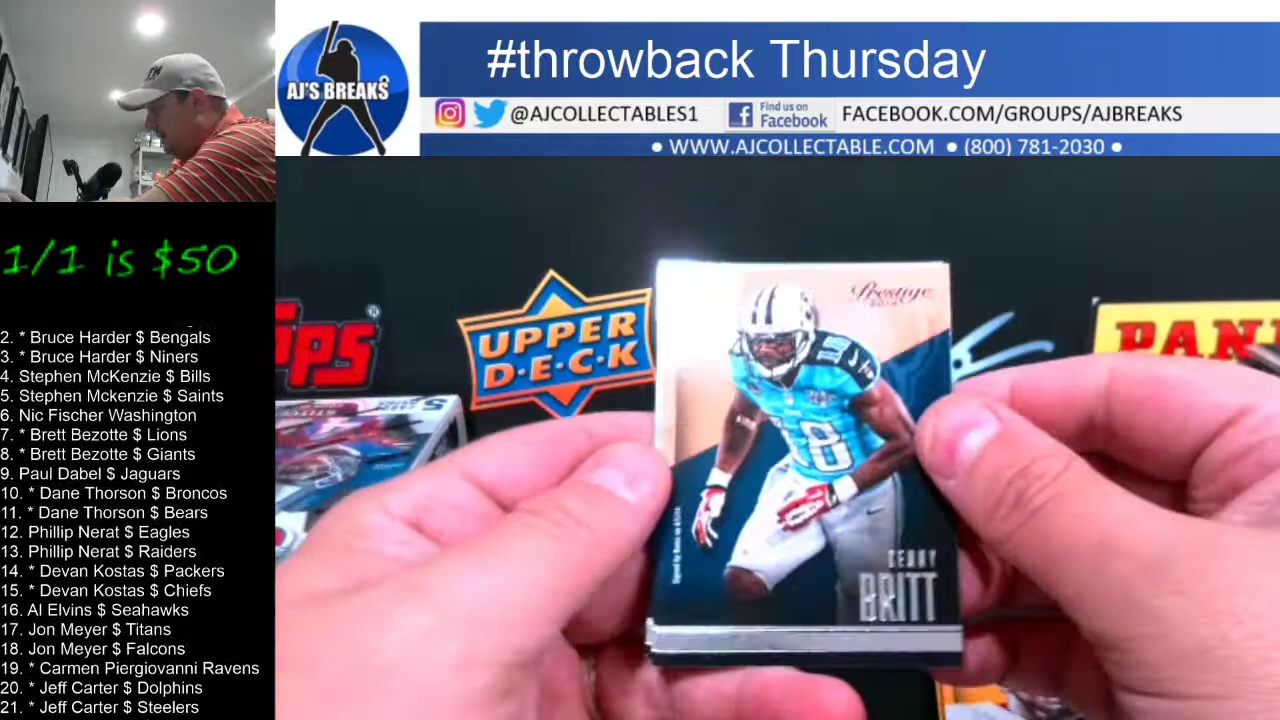 #throwback Thursday
AJ'S BREAKS
@AJCOLLECTABLES1
Find us on
Facebook
FACEBOOK.COM/GROUPS/AJBREAKS
• WWW.AJCOLLECTABLE.COM • (800) 781-2030 •
1/1 is $50
2. * Bruce Harder $ Bengals
3. * Bruce Harder $ Niners
4. Stephen McKenzie $ Bills
5. Stephen Mckenzie $ Saints
6. Nic Fischer Washington
7. * Brett Bezotte $ Lions
8. * Brett Bezotte $ Giants
9. Paul Dabel $ Jaguars
10. * Dane Thorson $ Broncos
11. * Dane Thorson $ Bears
12. Phillip Nerat $ Eagles
13. Phillip Nerat $ Raiders
14. * Devan Kostas $ Packers
15. * Devan Kostas $ Chiefs
16. Al Elvins $ Seahawks
17. Jon Meyer $ Titans
18. Jon Meyer $ Falcons
19. * Carmen Piergiovanni Ravens
20. * Jeff Carter $ Dolphins
21. * Jeff Carter $ Steelers
UPPER
D·E·C·K
Prestige
18
KENNY
BRITT